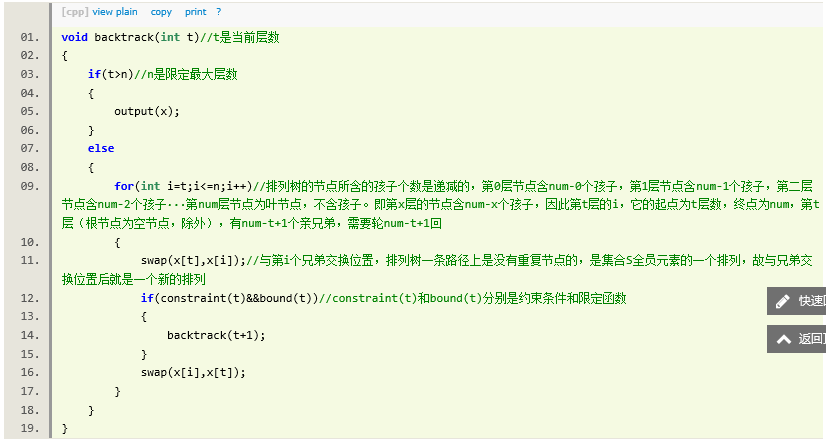 [cpp] view plain copy print ?
01. void backtrack(int t)//t是当前层数
02. {
03. if(t>n)//n是限定最大层数
04. {
05. output(x);
06. }
07. else
08. {
09. for(int i=t;i<=n;i++)//排列树的节点所含的孩子个数是递减的，第0层节点含num-0个孩子，第1层节点含num-1个孩子，第二层
节点含num-2个孩子···第num层节点为叶节点，不含孩子。即第x层的节点含num-x个孩子，因此第t层的i，它的起点为t层数，终点为num，第t
层（根节点为空节点，除外），有num-t+1个亲兄弟，需要轮num-t+1回
10. {
11. swap(x[t],x[i]);//与第i个兄弟交换位置，排列树一条路径上是没有重复节点的，是集合S全员元素的一个排列，故与兄弟交
换位置后就是一个新的排列
12. if(constraint(t)&&bound(t))//constraint(t)和bound(t)分别是约束条件和限定函数
13. {
14. backtrack(t+1);
15. }
16. swap(x[i],x[t]);
17. }
18. }
19. }
快速
返回